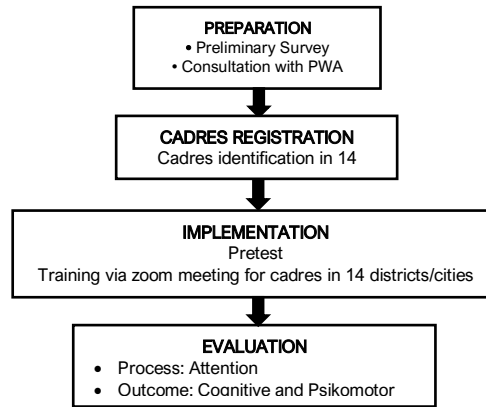 PREPARATION
• Preliminary Survey
• Consultation with PWA
CADRES REGISTRATION
Cadres identification in 14
IMPLEMENTATION
Pretest
Training via zoom meeting for cadres in 14 districts/cities
EVALUATION
• Process: Attention
• Outcome: Cognitive and Psikomotor